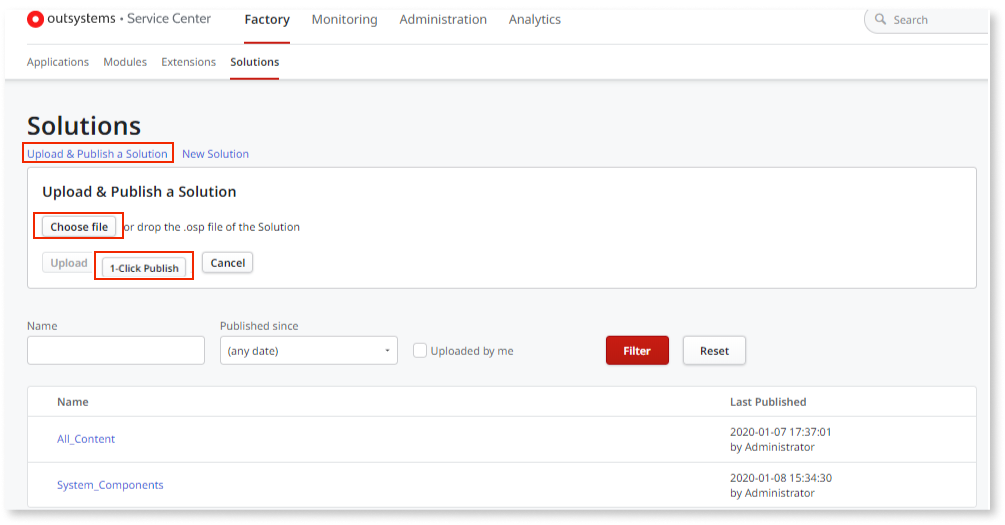 outsystems • Service Center Factory Monitoring Administration Analytics Search
Applications Modules Extensions Solutions
Solutions
Upload & Publish a Solution New Solution
Upload & Publish a Solution
Choose file or drop the .osp file of the Solution
Upload 1-Click Publish Cancel
Name Published since
(any date) Uploaded by me Filter Reset
Name Last Published
All_Content 2020-01-07 17:37:01
by Administrator
System_Components 2020-01-08 15:34:30
by Administrator